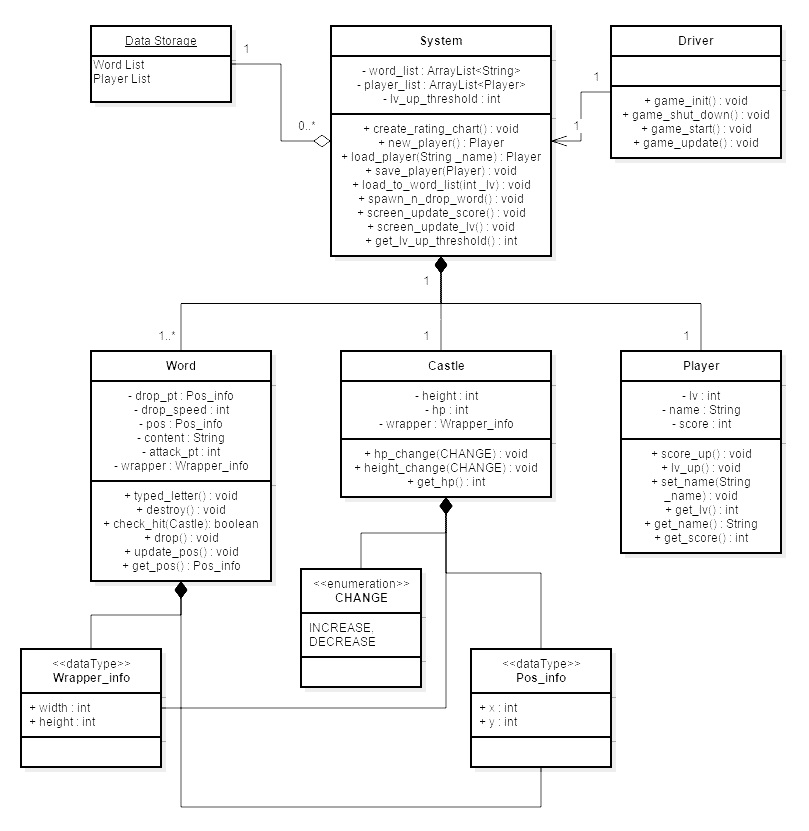 Data Storage
Word List
Player List
1
0..*
System
- word_list : ArrayList<String>
- player_list : ArrayList<Player>
- lv_up_threshold : int
+ create_rating_chart() : void
+ new_player() : Player
+ load_player(String _name) : Player
+ save_player(Player) : void
+ load_to_word_list(int _lv) : void
+ spawn_n_drop_word() : void
+ screen_update_score() : void
+ screen_update_lv() : void
+ get_lv_up_threshold() : int
Driver
+ game_init() : void
+ game_shut_down() : void
+ game_start() : void
+ game_update() : void
1
1
1
1..*
1
1
Word
- drop_pt : Pos_info
- drop_speed : int
- pos : Pos_info
- content : String
- attack_pt : int
- wrapper : Wrapper_info
+ typed_letter() : void
+ destroy() : void
+ check_hit(Castle): boolean
+ drop() : void
+ update_pos() : void
+ get_pos() : Pos_info
Castle
- height : int
- hp : int
- wrapper : Wrapper_info
+ hp_change(CHANGE) : void
+ height_change(CHANGE) : void
+ get_hp() : int
Player
- lv : int
- name : String
- score : int
+ score_up() : void
+ lv_up() : void
+ set_name(String
_name) : void
+ get_lv() : int
+ get_name() : String
+ get_score() : int
<<dataType>>
Wrapper_info
+ width : int
+ height : int
<<enumeration>>
CHANGE
INCREASE,
DECREASE
<<dataType>>
Pos_info
+ x : int
+ y : int